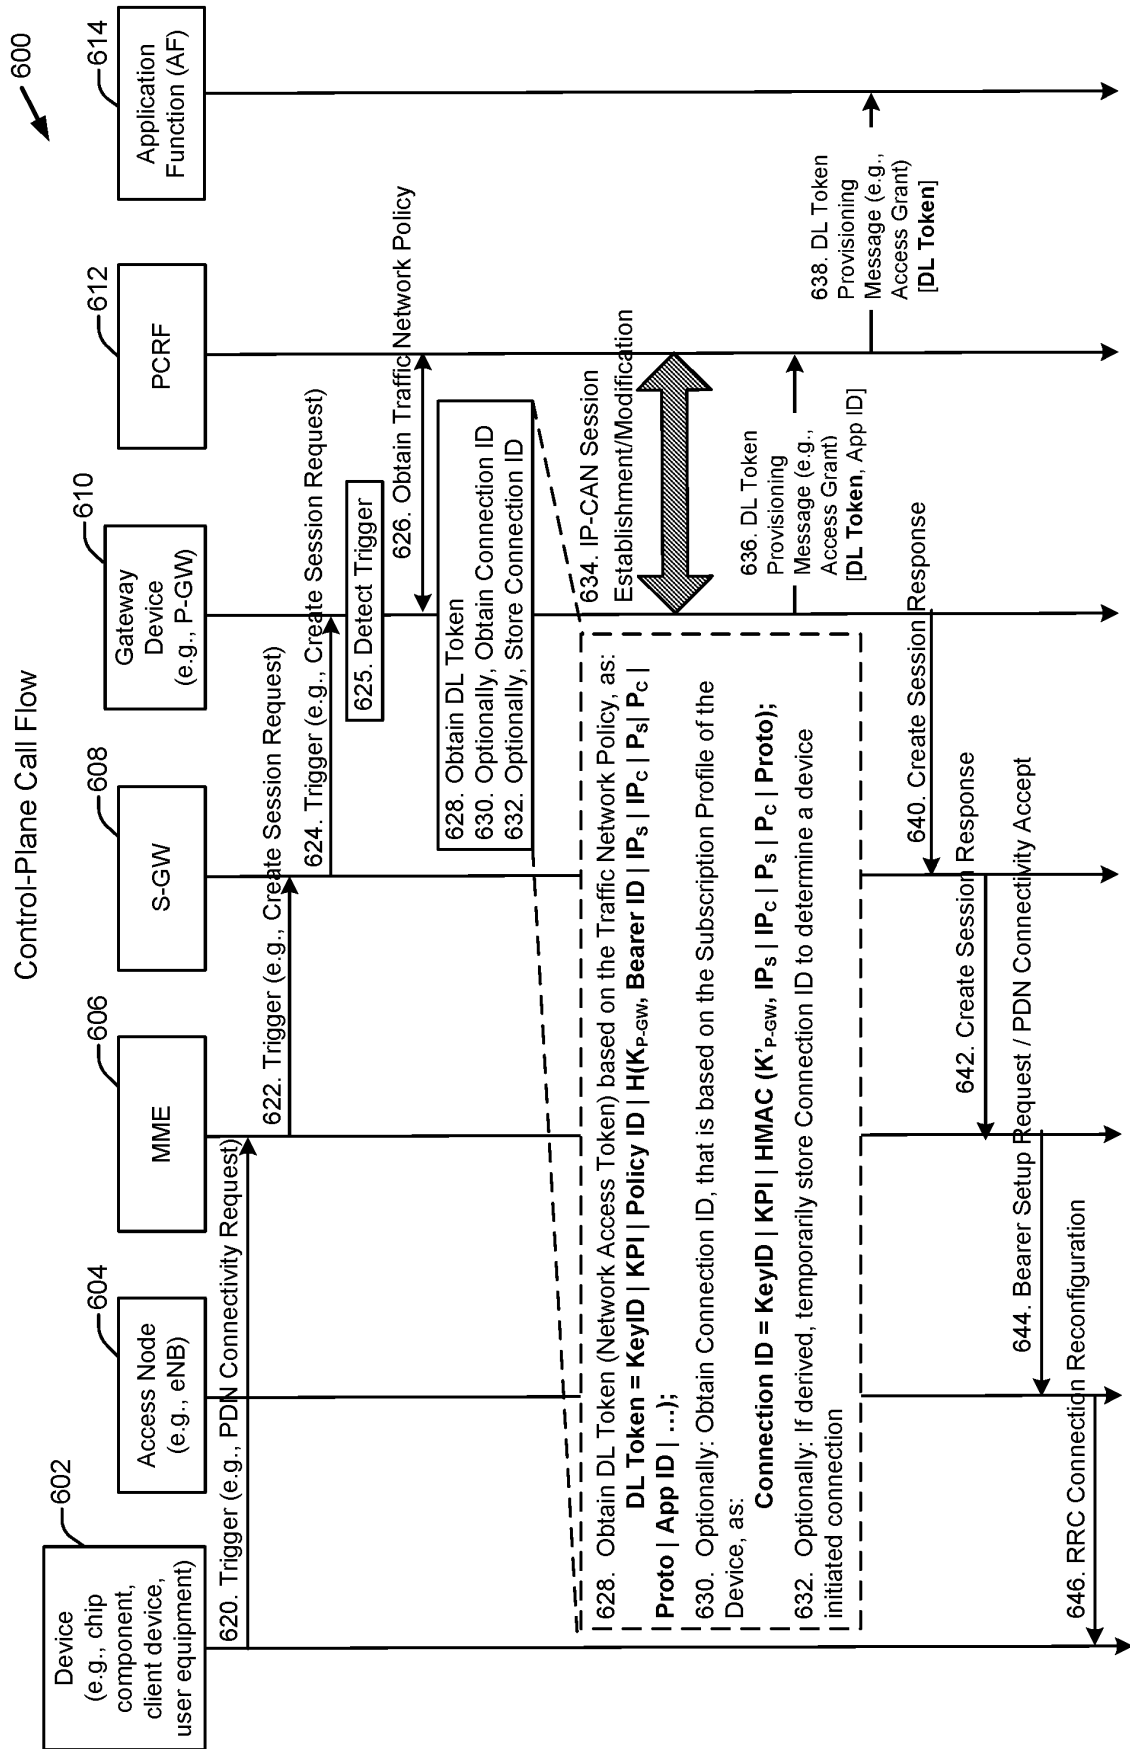 Control-Plane Call Flow
600
602
Device
(e.g., chip
component,
client device,
user equipment)
604
Access Node
(e.g., eNB)
606
MME
608
S-GW
610
Gateway
Device
(e.g., P-GW)
612
PCRF
614
Application
Function (AF)
620. Trigger (e.g., PDN Connectivity Request)
622. Trigger (e.g., Create Session Request)
624. Trigger (e.g., Create Session Request)
625. Detect Trigger
626. Obtain Traffic Network Policy
628. Obtain DL Token
630. Optionally, Obtain Connection ID
632. Optionally, Store Connection ID
628. Obtain DL Token (Network Access Token) based on the Traffic Network Policy, as:
DL Token = KeyID | KPI | Policy ID | H(KP-GW, Bearer ID | IPS | IPC | PS| PC |
Proto | App ID | …);
630. Optionally: Obtain Connection ID, that is based on the Subscription Profile of the
Device, as:
Connection ID = KeyID | KPI | HMAC (K’P-GW, IPS | IPC | PS | PC | Proto);
632. Optionally: If derived, temporarily store Connection ID to determine a device
initiated connection
634. IP-CAN Session
Establishment/Modification
636. DL Token
Provisioning
Message (e.g.,
Access Grant)
[DL Token, App ID]
638. DL Token
Provisioning
Message (e.g.,
Access Grant)
[DL Token]
640. Create Session Response
642. Create Session Response
644. Bearer Setup Request / PDN Connectivity Accept
646. RRC Connection Reconfiguration